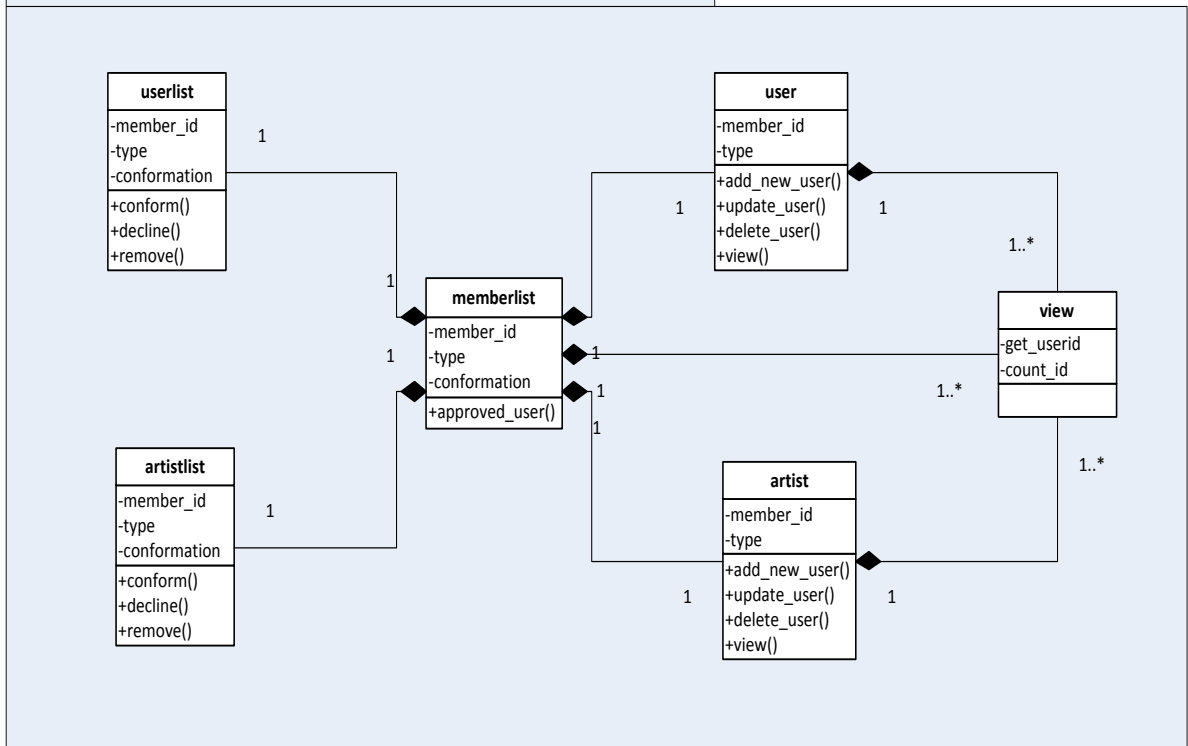 userlist
-member_id
-type
-conformation
+conform()
+decline()
+remove()
1
1
user
-member_id
-type
+add_new_user()
+update_user()
+delete_user()
+view()
1
1
1..*
memberlist
-member_id
-type
-conformation
+approved_user()
1
1
1
1
1..*
view
-get_userid
-count_id
1..*
artistlist
-member_id
-type
-conformation
+conform()
+decline()
+remove()
1
artist
-member_id
-type
+add_new_user()
+update_user()
+delete_user()
+view()
1
1